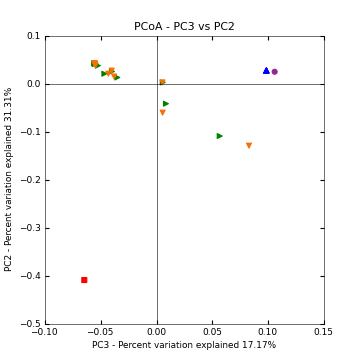 PCoA - PC3 vs PC2
0.1
0.0
−0.1
−0.2
−0.3
−0.4
−0.5
PC2 - Percent variation explained 31.31%
−0.10 −0.05 0.00 0.05 0.10 0.15
PC3 - Percent variation explained 17.17%